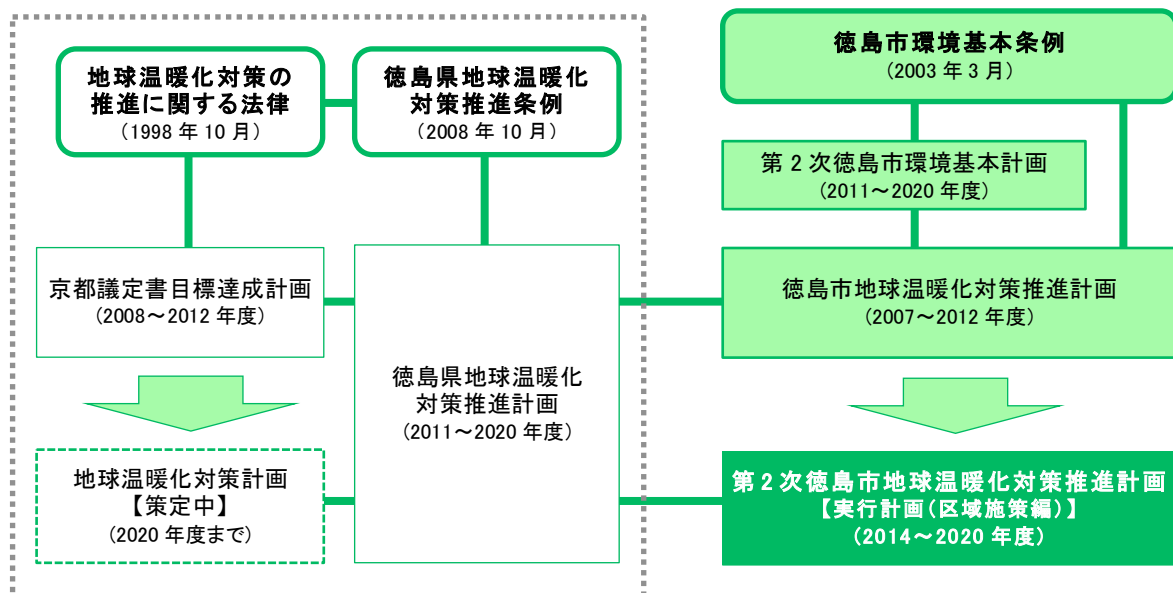 地球温暖化対策の
推進に関する法律
（1998 年 10 月）
徳島県地球温暖化
対策推進条例
（2008 年 10 月）
徳島市環境基本条例
（2003 年 3 月）
第 2 次徳島市環境基本計画
（2011～2020 年度）
京都議定書目標達成計画
（2008～2012 年度）
徳島県地球温暖化
対策推進計画
（2011～2020 年度）
徳島市地球温暖化対策推進計画
（2007～2012 年度）
地球温暖化対策計画
【策定中】
（2020 年度まで）
第 2 次徳島市地球温暖化対策推進計画
【実行計画（区域施策編）】
（2014～2020 年度）